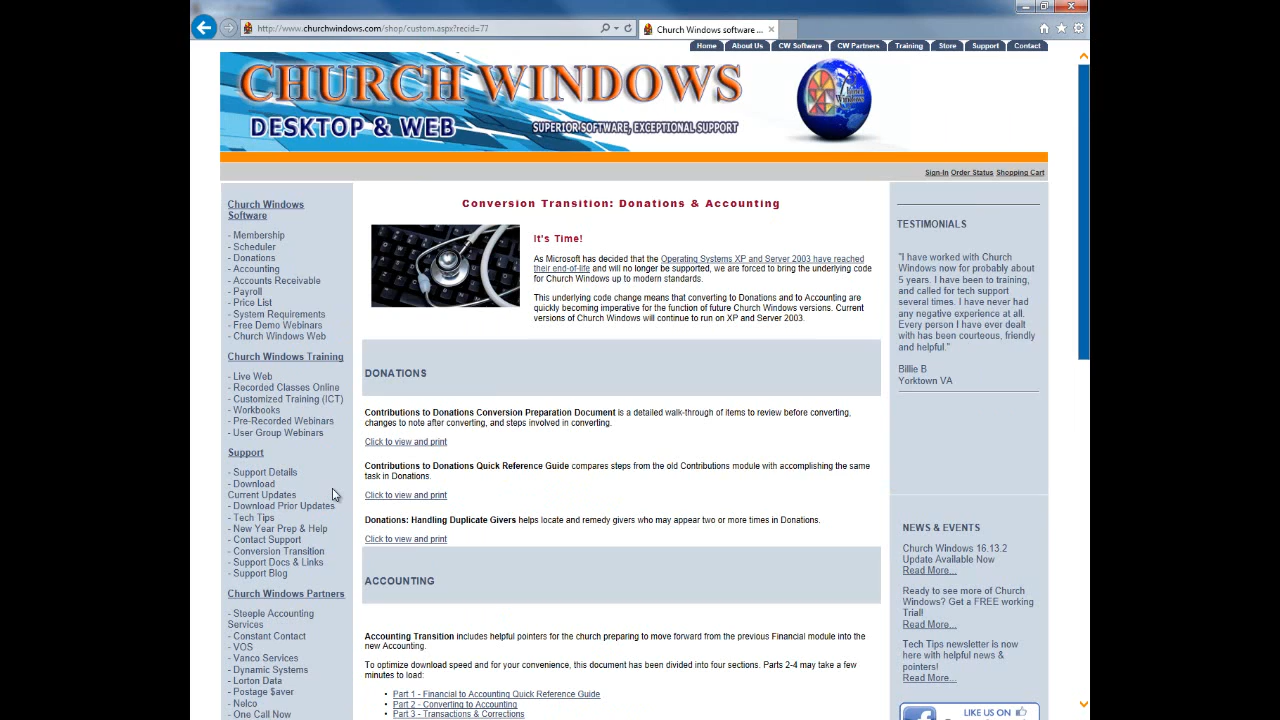 http://www.churchwindows.com/shop/custom.aspx?recid=77
Church Windows software ...
Home About Us CW Software CW Partners Training Store Support Contact
CHURCH WINDOWS
DESKTOP & WEB
SUPERIOR SOFTWARE, EXCEPTIONAL SUPPORT
Sign-In Order Status Shopping Cart
Church Windows
Software
- Membership
- Scheduler
- Donations
- Accounting
- Accounts Receivable
- Payroll
- Price List
- System Requirements
- Free Demo Webinars
- Church Windows Web
Church Windows Training
- Live Web
- Recorded Classes Online
- Customized Training (ICT)
- Workbooks
- Pre-Recorded Webinars
- User Group Webinars
Support
- Support Details
- Download
Current Updates
- Download Prior Updates
- Tech Tips
- New Year Prep & Help
- Contact Support
- Conversion Transition
- Support Docs & Links
- Support Blog
Church Windows Partners
- Steeple Accounting
Services
- Constant Contact
- VOS
- Vanco Services
- Dynamic Systems
- Lorton Data
- Postage $aver
- Nelco
- One Call Now
Conversion Transition: Donations & Accounting
It's Time!
As Microsoft has decided that the Operating Systems XP and Server 2003 have reached
their end-of-life and will no longer be supported, we are forced to bring the underlying code
for Church Windows up to modern standards.
This underlying code change means that converting to Donations and to Accounting are
quickly becoming imperative for the function of future Church Windows versions. Current
versions of Church Windows will continue to run on XP and Server 2003.
DONATIONS
Contributions to Donations Conversion Preparation Document is a detailed walk-through of items to review before converting,
changes to note after converting, and steps involved in converting.
Click to view and print
Contributions to Donations Quick Reference Guide compares steps from the old Contributions module with accomplishing the same
task in Donations.
Click to view and print
Donations: Handling Duplicate Givers helps locate and remedy givers who may appear two or more times in Donations.
Click to view and print
ACCOUNTING
Accounting Transition includes helpful pointers for the church preparing to move forward from the previous Financial module into the
new Accounting.
To optimize download speed and for your convenience, this document has been divided into four sections. Parts 2-4 may take a few
minutes to load:
• Part 1 - Financial to Accounting Quick Reference Guide
• Part 2 - Converting to Accounting
• Part 3 - Transactions & Corrections
TESTIMONIALS
"I have worked with Church
Windows now for probably about
5 years. I have been to training,
and called for tech support
several times. I have never had
any negative experience at all.
Every person I have ever dealt
with has been courteous, friendly
and helpful."
Billie B
Yorktown VA
NEWS & EVENTS
Church Windows 16.13.2
Update Available Now
Read More...
Ready to see more of Church
Windows? Get a FREE working
Trial!
Read More...
Tech Tips newsletter is now
here with helpful news &
pointers!
Read More...
LIKE US ON